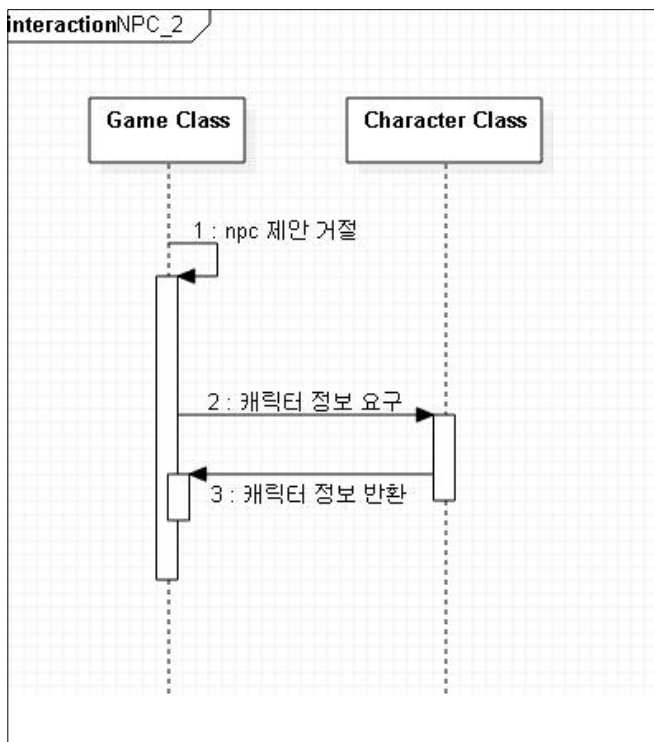 interactionNPC_2
Game Class
Character Class
1 : npc 제안 거절
2 : 캐릭터 정보 요구
3 : 캐릭터 정보 반환